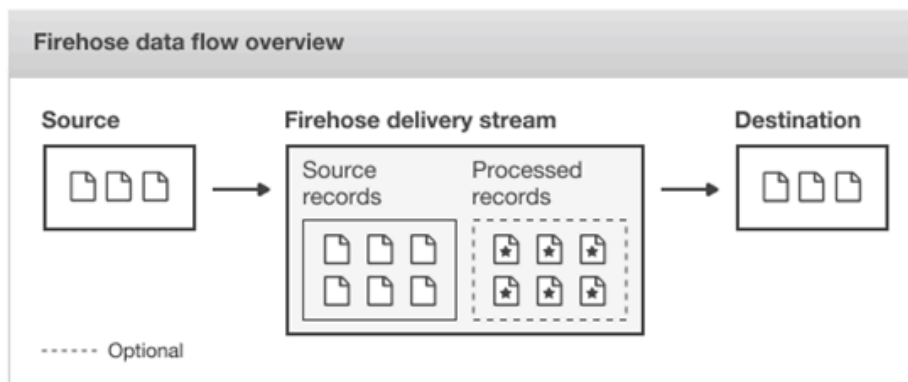 Firehose data flow overview
Source
Firehose delivery stream
Destination
Source
records
Processed
records
Optional